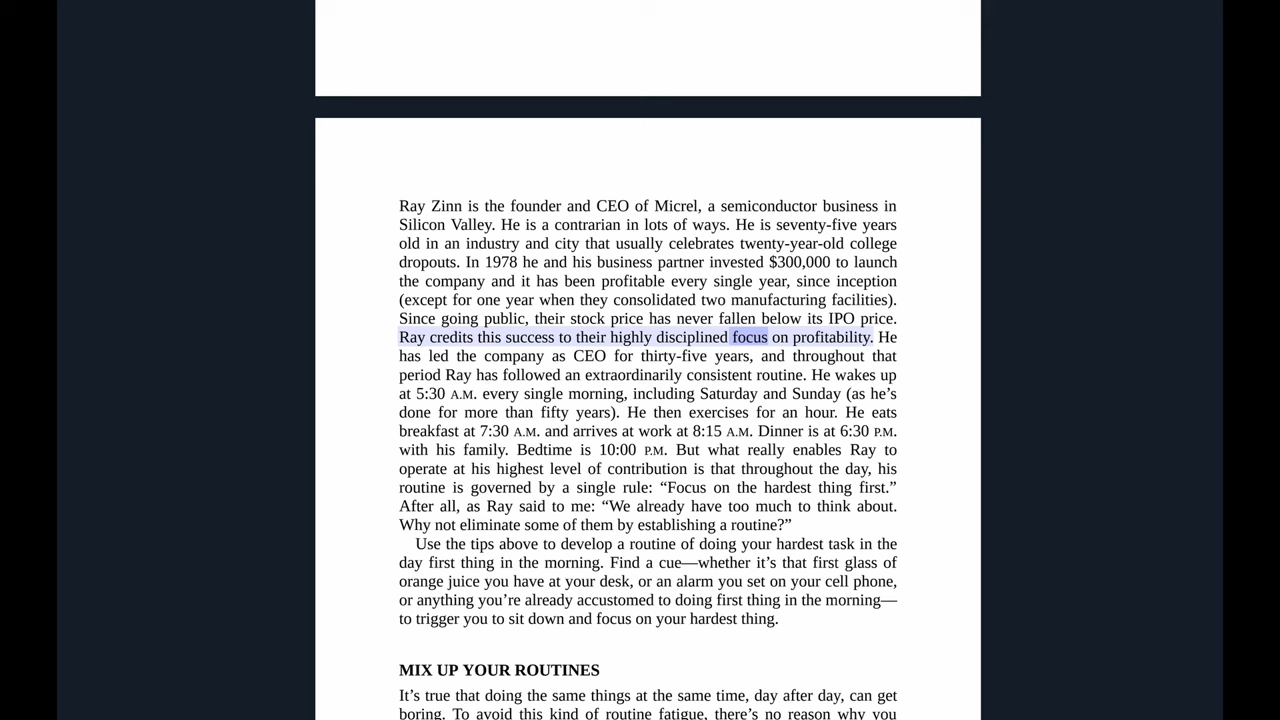 Ray Zinn is the founder and CEO of Micrel, a semiconductor business in
Silicon Valley. He is a contrarian in lots of ways. He is seventy-five years
old in an industry and city that usually celebrates twenty-year-old college
dropouts. In 1978 he and his business partner invested $300,000 to launch
the company and it has been profitable every single year, since inception
(except for one year when they consolidated two manufacturing facilities).
Since going public, their stock price has never fallen below its IPO price.
Ray credits this success to their highly disciplined focus on profitability. He
has led the company as CEO for thirty-five years, and throughout that
period Ray has followed an extraordinarily consistent routine. He wakes up
at 5:30 A.M. every single morning, including Saturday and Sunday (as he’s
done for more than fifty years). He then exercises for an hour. He eats
breakfast at 7:30 A.M. and arrives at work at 8:15 A.M. Dinner is at 6:30 P.M.
with his family. Bedtime is 10:00 P.M. But what really enables Ray to
operate at his highest level of contribution is that throughout the day, his
routine is governed by a single rule: “Focus on the hardest thing first.”
After all, as Ray said to me: “We already have too much to think about.
Why not eliminate some of them by establishing a routine?”
Use the tips above to develop a routine of doing your hardest task in the
day first thing in the morning. Find a cue—whether it’s that first glass of
orange juice you have at your desk, or an alarm you set on your cell phone,
or anything you’re already accustomed to doing first thing in the morning—
to trigger you to sit down and focus on your hardest thing.
MIX UP YOUR ROUTINES
It’s true that doing the same things at the same time, day after day, can get
boring. To avoid this kind of routine fatigue, there’s no reason why you